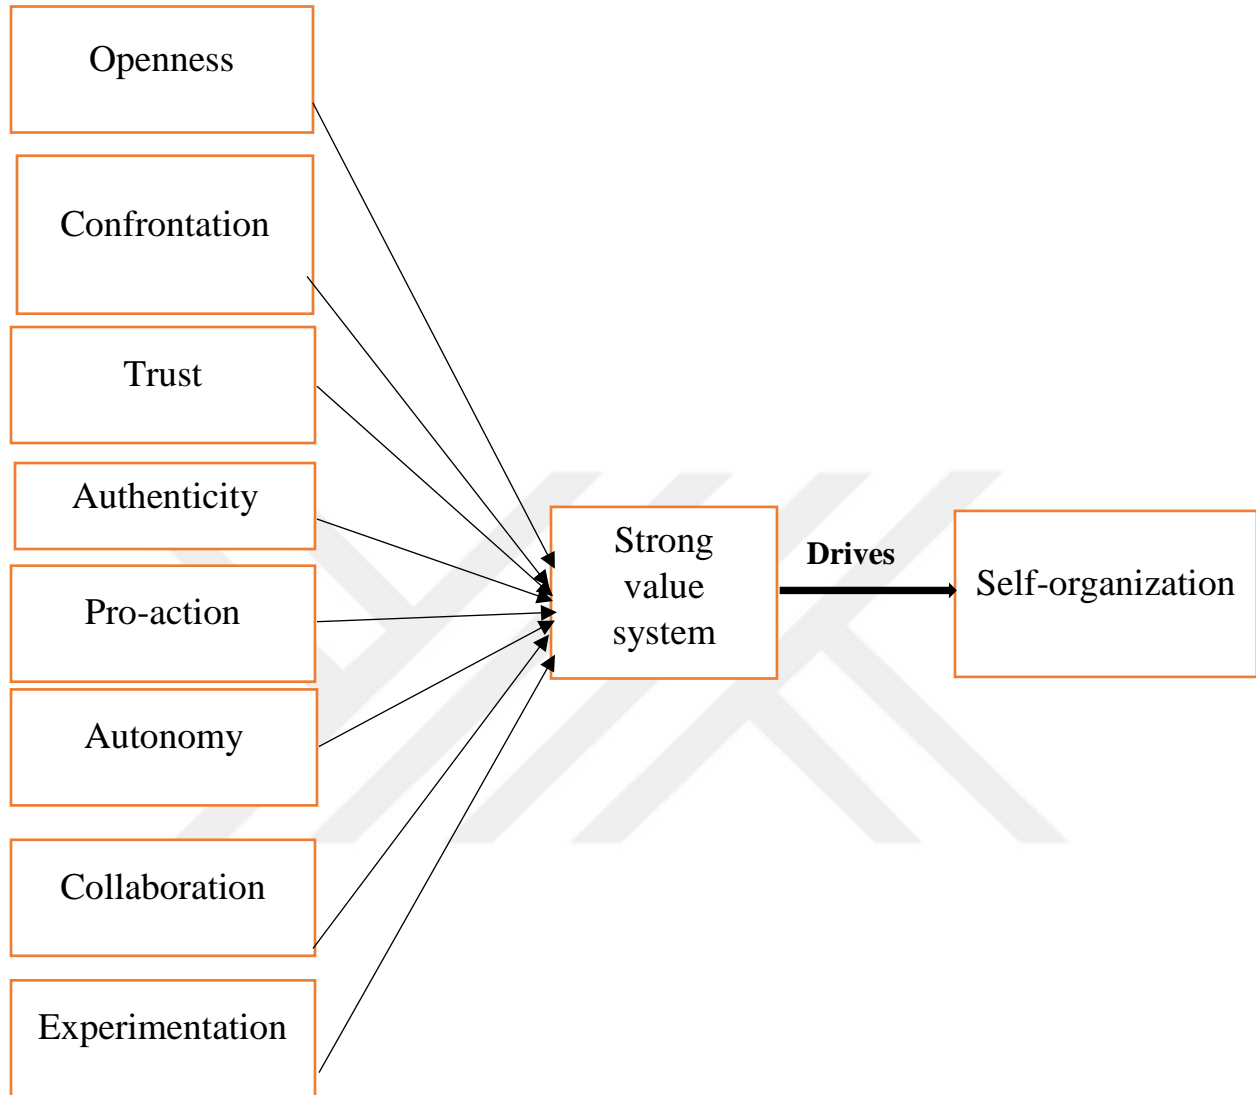 Openness
Confrontation
Trust
Authenticity
Pro-action
Autonomy
Collaboration
Experimentation
Strong
value
system
Drives
Self-organization